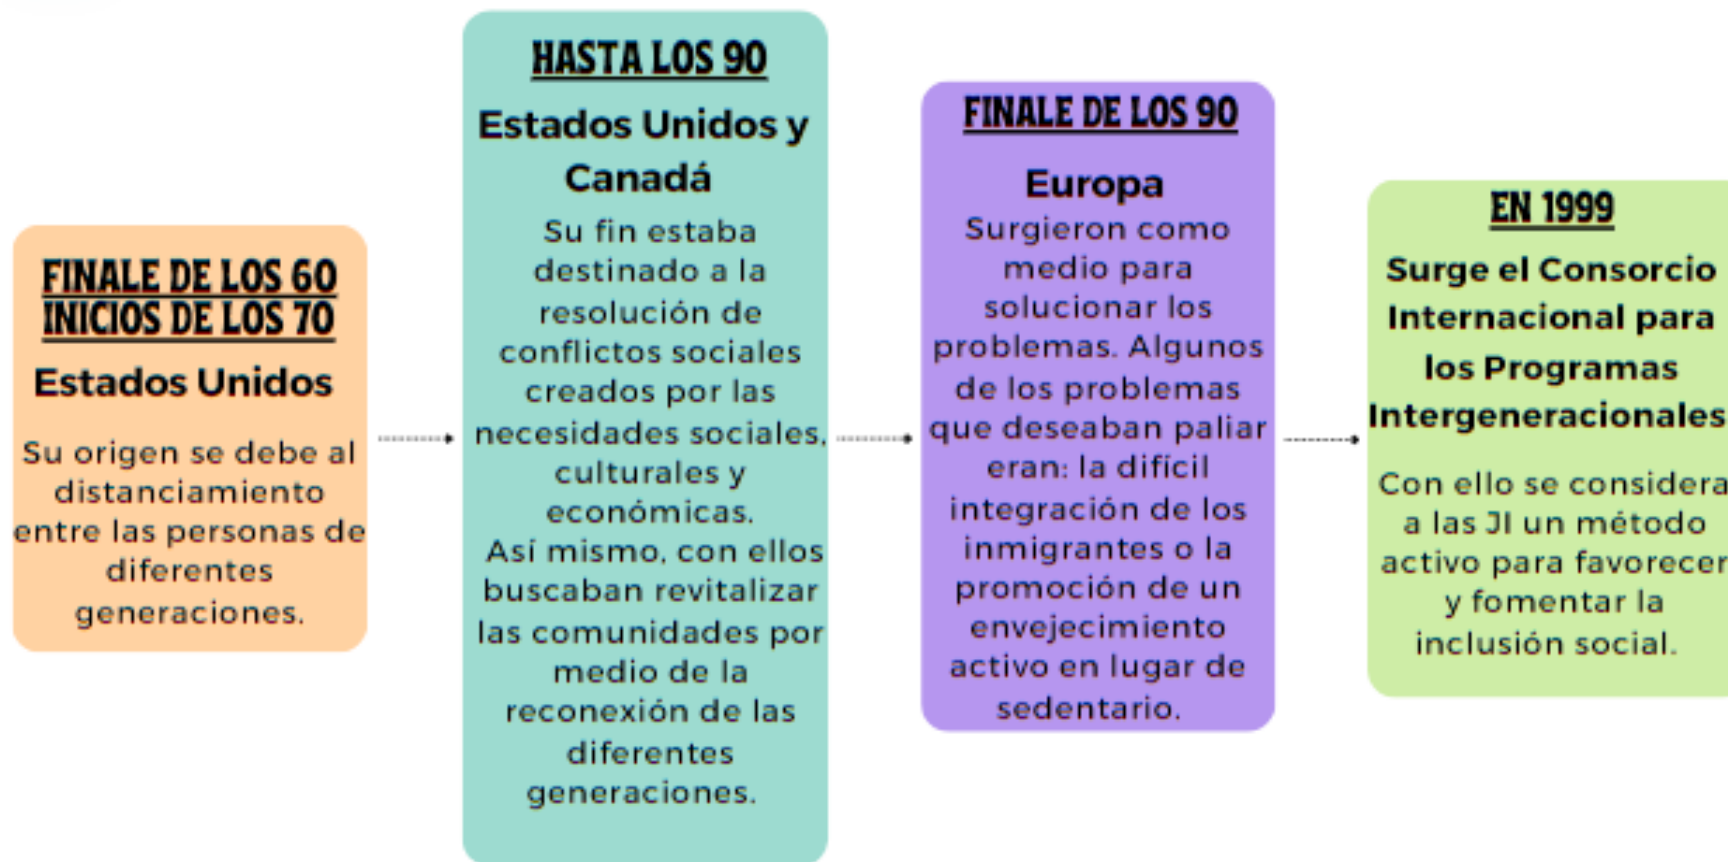 FINALE DE LOS 60
INICIOS DE LOS 70
Estados Unidos
Su origen se debe al
distanciamiento
entre las personas de
diferentes
generaciones.
HASTA LOS 90
Estados Unidos y
Canadá
Su fin estaba
destinado a la
resolución de
conflictos sociales
creados por las
necesidades sociales,
culturales y
económicas.
Así mismo, con ellos
buscaban revitalizar
las comunidades por
medio de la
reconexión de las
diferentes
generaciones.
FINALE DE LOS 90
Europa
Surgieron como
medio para
solucionar los
problemas. Algunos
de los problemas
que deseaban paliar
eran: la difícil
integración de los
inmigrantes o la
promoción de un
envejecimiento
activo en lugar de
sedentario.
EN 1999
Surge el Consorcio
Internacional para
los Programas
Intergeneracionales
Con ello se considera
a las JI un método
activo para favorecer
y fomentar la
inclusión social.